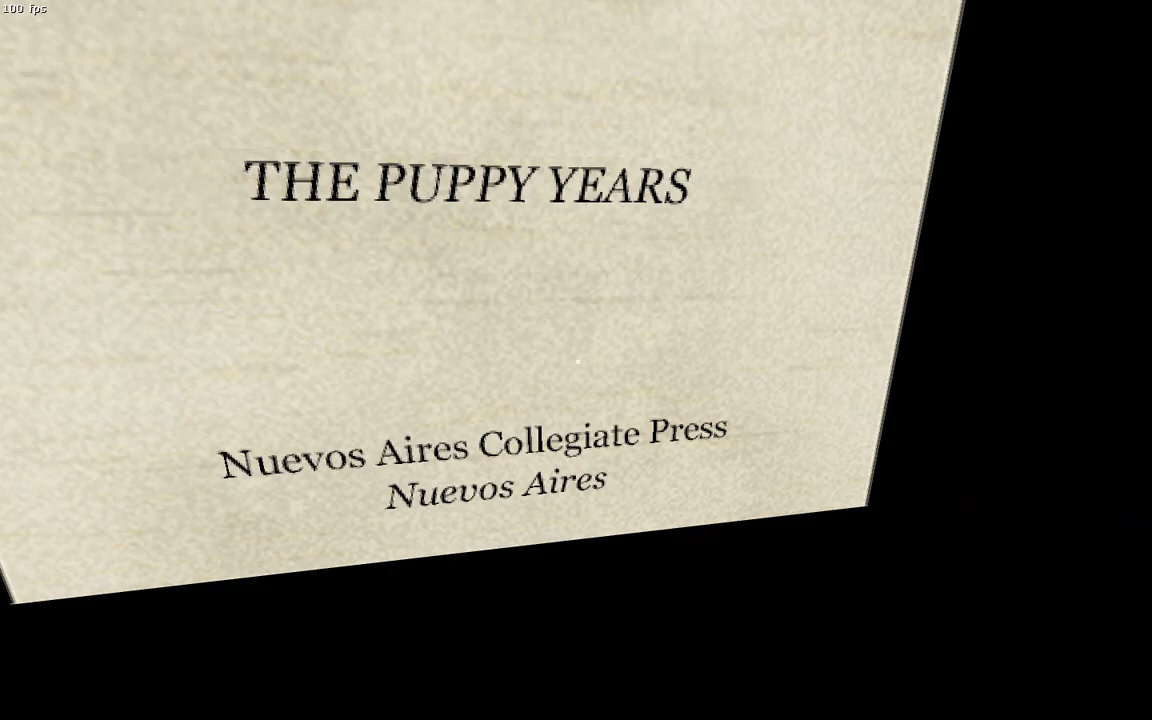 100 fps
THE PUPPY YEARS
Nuevos Aires Collegiate Press
Nuevos Aires